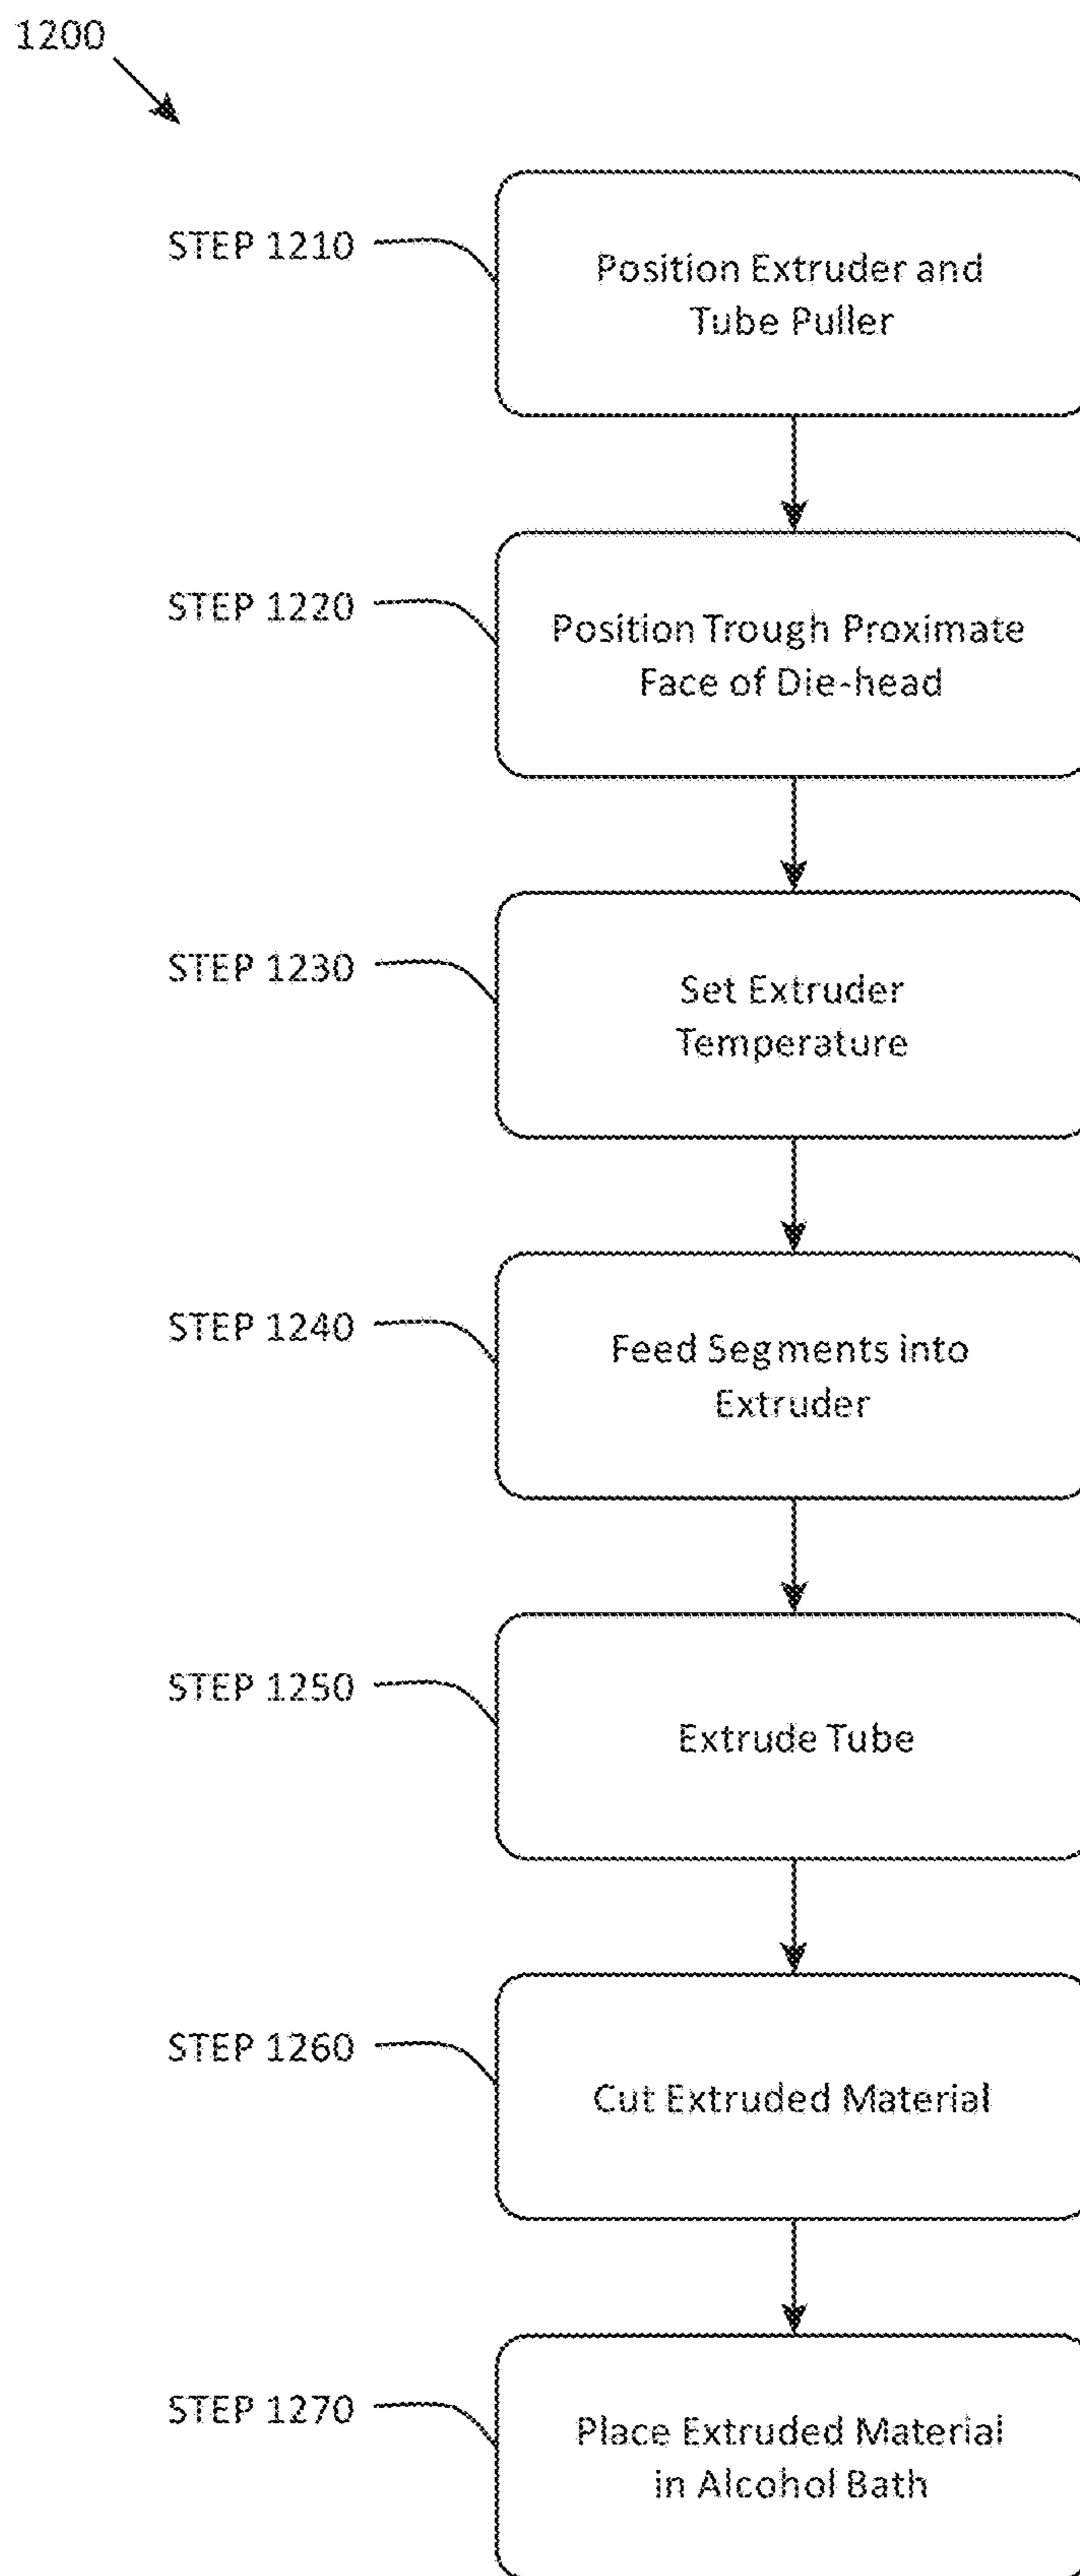 1200
STEP 1210
Position Extruder and
Tube Puller
STEP 1220
Position Trough Proximate
Face of Die-head
STEP 1230
Set Extruder
Temperature
STEP 1240
Feed Segments into
Extruder
STEP 1250
Extrude Tube
STEP 1260
Cut Extruded Material
STEP 1270
Place Extruded Material
in Alcohol Bath